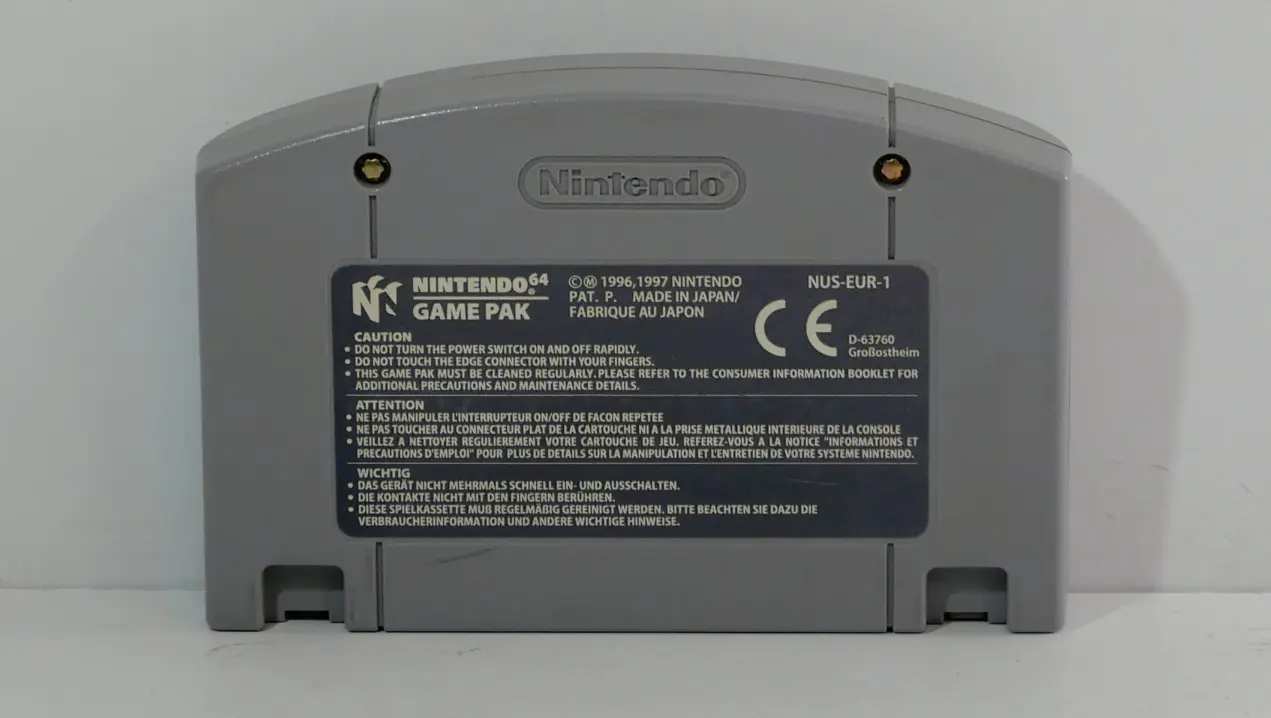 Nintendo®
NINTENDO®64
GAME PAK
©Ⓜ 1996,1997 NINTENDO
PAT. P. MADE IN JAPAN/
FABRIQUE AU JAPON
NUS-EUR-1
CE
D-63760
Großostheim
CAUTION
• DO NOT TURN THE POWER SWITCH ON AND OFF RAPIDLY.
• DO NOT TOUCH THE EDGE CONNECTOR WITH YOUR FINGERS.
• THIS GAME PAK MUST BE CLEANED REGULARLY. PLEASE REFER TO THE CONSUMER INFORMATION BOOKLET FOR
ADDITIONAL PRECAUTIONS AND MAINTENANCE DETAILS.
ATTENTION
• NE PAS MANIPULER L'INTERRUPTEUR ON/OFF DE FACON REPETEE
• NE PAS TOUCHER AU CONNECTEUR PLAT DE LA CARTOUCHE NI A LA PRISE METALLIQUE INTERIEURE DE LA CONSOLE
• VEILLEZ A NETTOYER REGULIEREMENT VOTRE CARTOUCHE DE JEU. REFEREZ-VOUS A LA NOTICE "INFORMATIONS ET
PRECAUTIONS D'EMPLOI" POUR PLUS DE DETAILS SUR LA MANIPULATION ET L'ENTRETIEN DE VOTRE SYSTEME NINTENDO.
WICHTIG
• DAS GERÄT NICHT MEHRMALS SCHNELL EIN- UND AUSSCHALTEN.
• DIE KONTAKTE NICHT MIT DEN FINGERN BERÜHREN.
• DIESE SPIELKASSETTE MUß REGELMÄßIG GEREINIGT WERDEN. BITTE BEACHTEN SIE DAZU DIE
VERBRAUCHERINFORMATION UND ANDERE WICHTIGE HINWEISE.